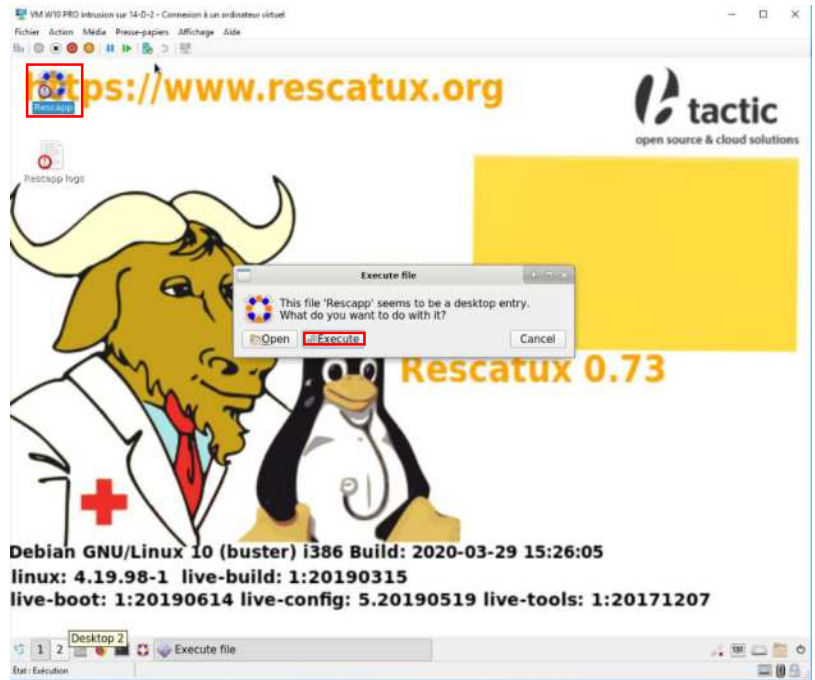 VM W10 PRO intrusion sur 14-D-2 - Connexion à un ordinateur virtuel
Fichier Action Média Presse-papiers Affichage Aide
https://www.rescatux.org
Rescapp
tactic
open source & cloud solutions
Rescapp logs
Execute file
This file 'Rescapp' seems to be a desktop entry.
What do you want to do with it?
Open Execute Cancel
Rescatux 0.73
Debian GNU/Linux 10 (buster) i386 Build: 2020-03-29 15:26:05
linux: 4.19.98-1 live-build: 1:20190315
live-boot: 1:20190614 live-config: 5.20190519 live-tools: 1:20171207
Desktop 2
1 2 Execute file
État : Exécution